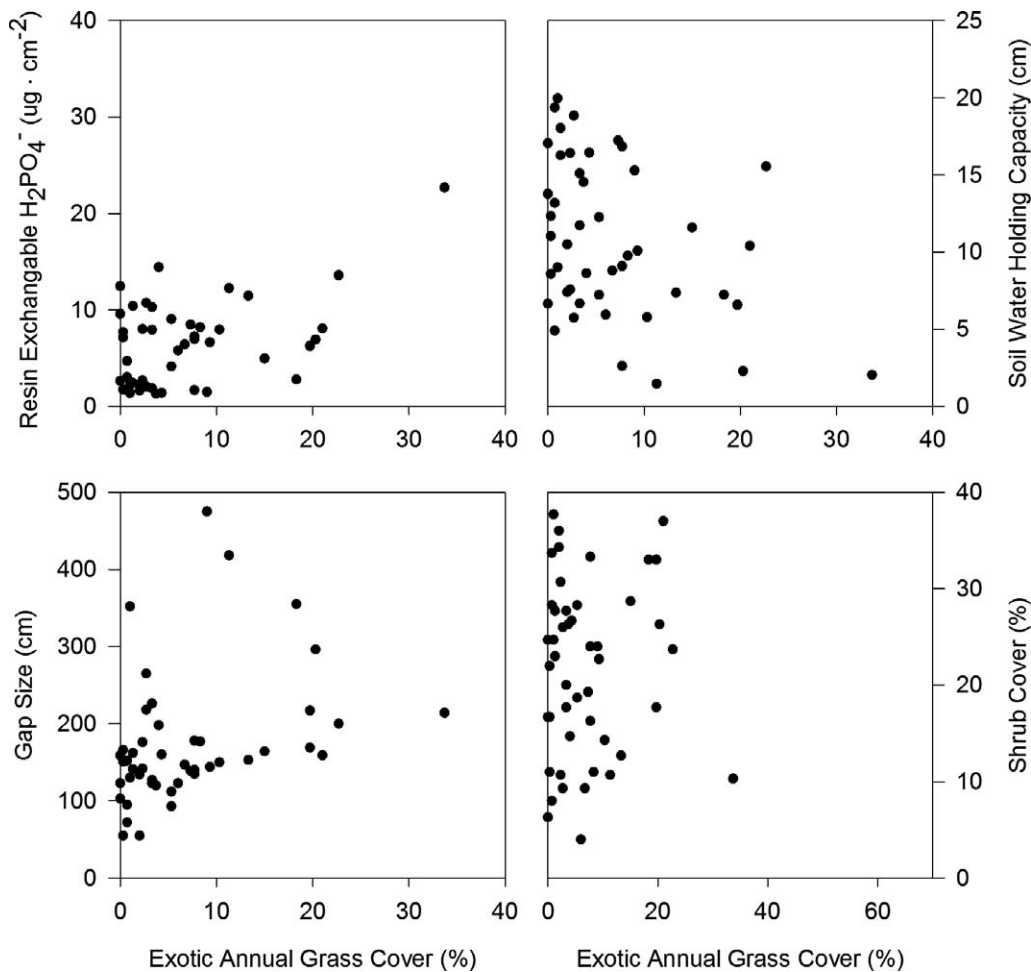 Resin Exchangable H₂PO₄⁻ (ug · cm⁻²)
40
30
20
10
0
0 10 20 30 40
Soil Water Holding Capacity (cm)
25
20
15
10
5
0
0 10 20 30 40
Gap Size (cm)
500
400
300
200
100
0
0 10 20 30 40
Exotic Annual Grass Cover (%)
Shrub Cover (%)
40
30
20
10
0
0 20 40 60
Exotic Annual Grass Cover (%)